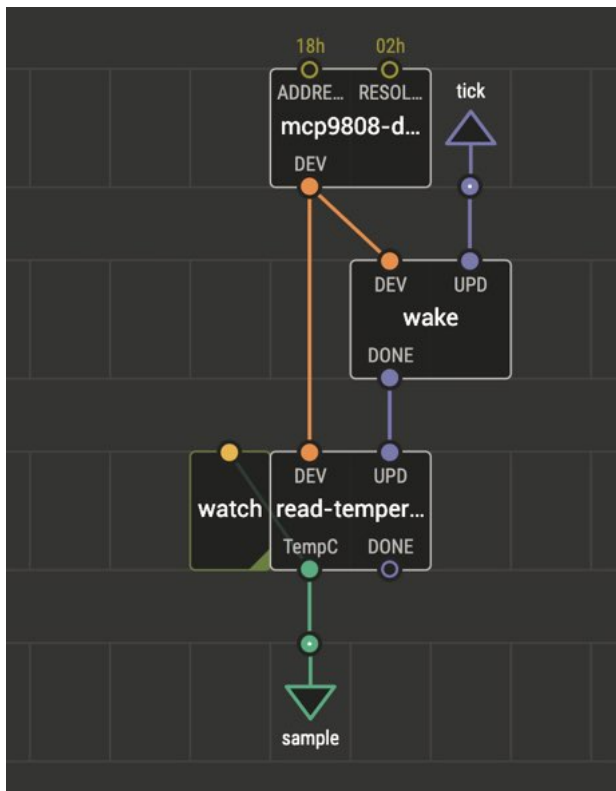 18h 02h
ADDRE... RESOL... tick
mcp9808-d...
DEV
DEV UPD
wake
DONE
DEV UPD
watch read-temper...
TempC DONE
sample